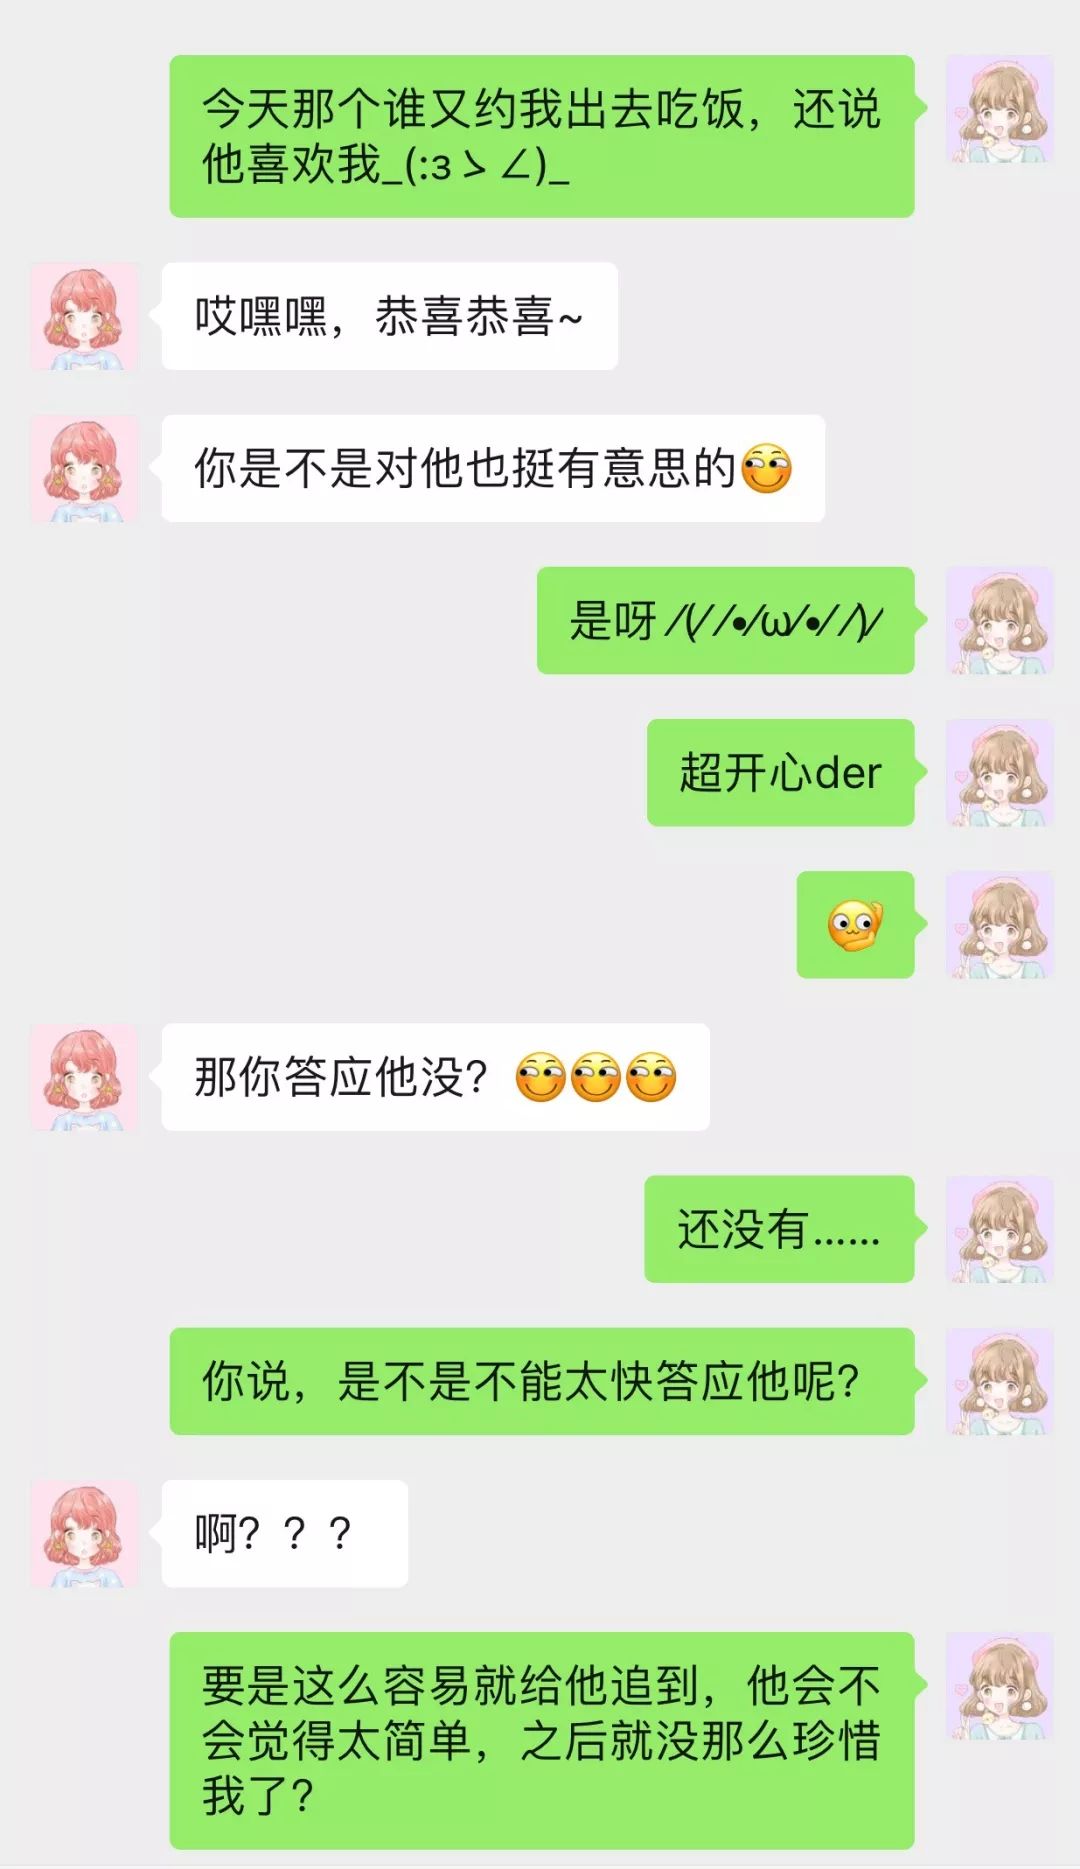 今天那个谁又约我出去吃饭，还说
他喜欢我_(:з ゝ∠)_
哎嘿嘿，恭喜恭喜~
你是不是对他也挺有意思的
是呀 ⁄(⁄ ⁄•⁄ω⁄•⁄ ⁄)⁄
超开心der
那你答应他没？
还没有……
你说，是不是不能太快答应他呢？
啊？？？
要是这么容易就给他追到，他会不
会觉得太简单，之后就没那么珍惜
我了？